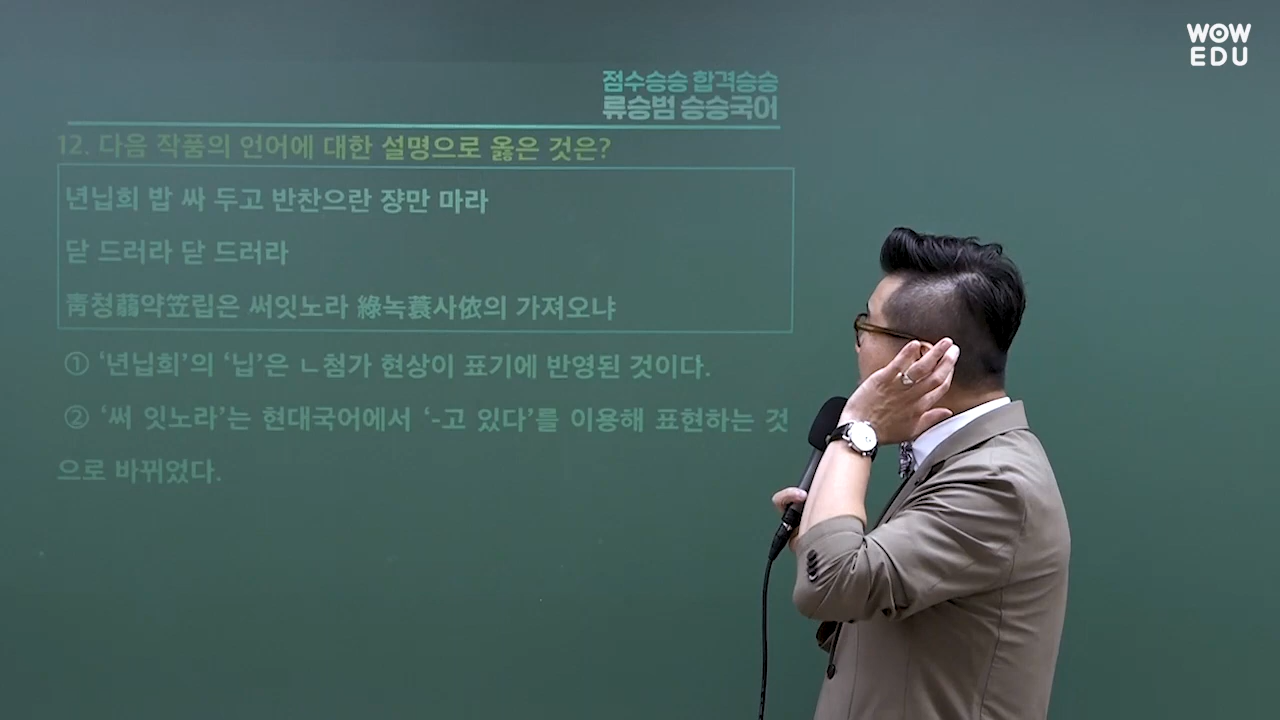 WOW
EDU
점수승승 합격승승
류승범 승승국어
12. 다음 작품의 언어에 대한 설명으로 옳은 것은?
년닙희 밥 싸 두고 반찬으란 쟝만 마라
닫 드러라 닫 드러라
靑청蒻약笠립은 써잇노라 綠녹蓑사依의 가져오냐
① ‘년닙희’의 ‘닙’은 ㄴ첨가 현상이 표기에 반영된 것이다.
② ‘써 잇노라’는 현대국어에서 ‘-고 있다’를 이용해 표현하는 것
으로 바뀌었다.